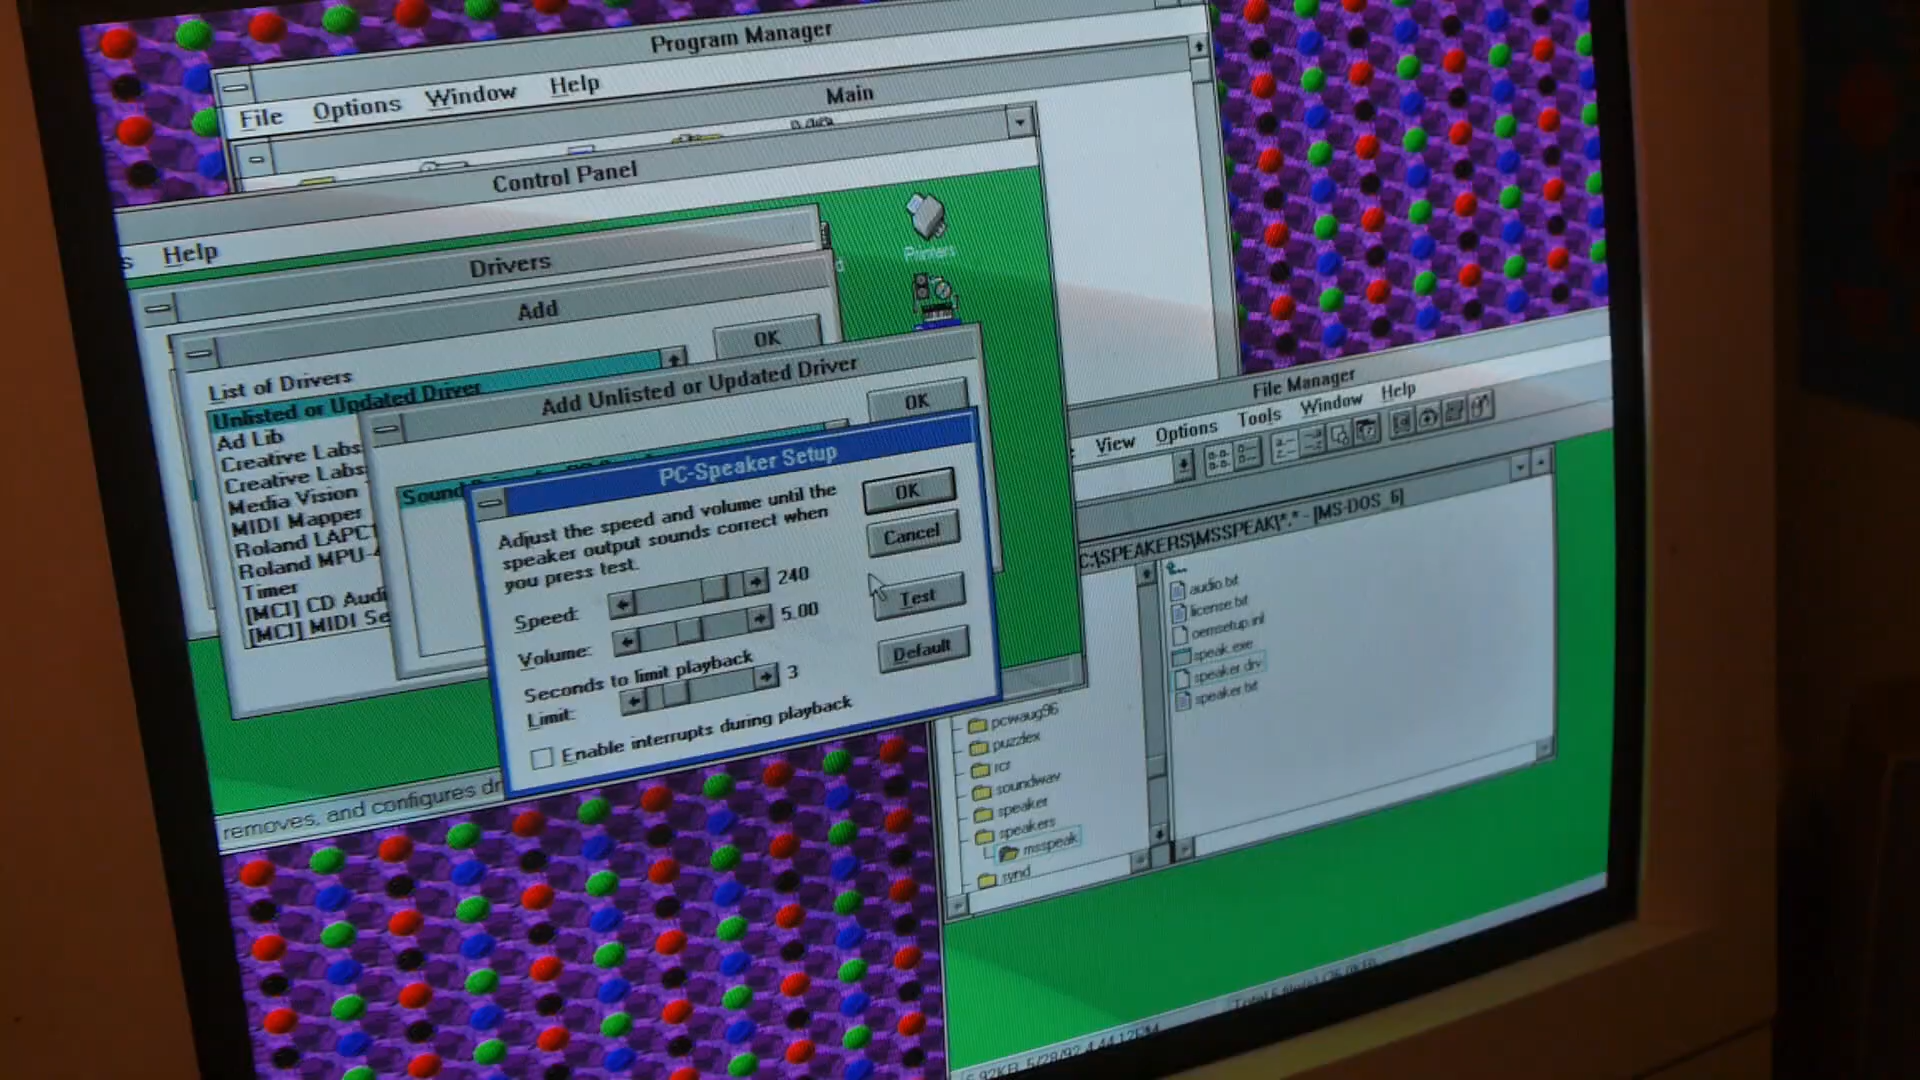 Program Manager
File Options Window Help
Main
Control Panel
s Help
Printers
Drivers
Add
OK
List of Drivers
Unlisted or Updated Driver
Ad Lib
Creative Labs
Creative Labs
Media Vision
MIDI Mapper
Roland LAPC1
Roland MPU-4
Timer
[MCI] CD Audi
[MCI] MIDI Se
removes, and configures dr
Add Unlisted or Updated Driver
OK
Sound
PC-Speaker Setup
Adjust the speed and volume until the
speaker output sounds correct when
you press test.
OK
Cancel
Test
Default
Speed: 240
Volume: 5.00
Seconds to limit playback
Limit: 3
Enable interrupts during playback
File Manager
View Options Tools Window Help
C:\SPEAKERS\MSSPEAK\*.* - [MS-DOS_6]
audio.txt
license.txt
oemsetup.inf
speak.exe
speaker.drv
speaker.txt
pcwaug96
puzzlex
rcr
soundwav
speaker
speakers
msspeak
synd